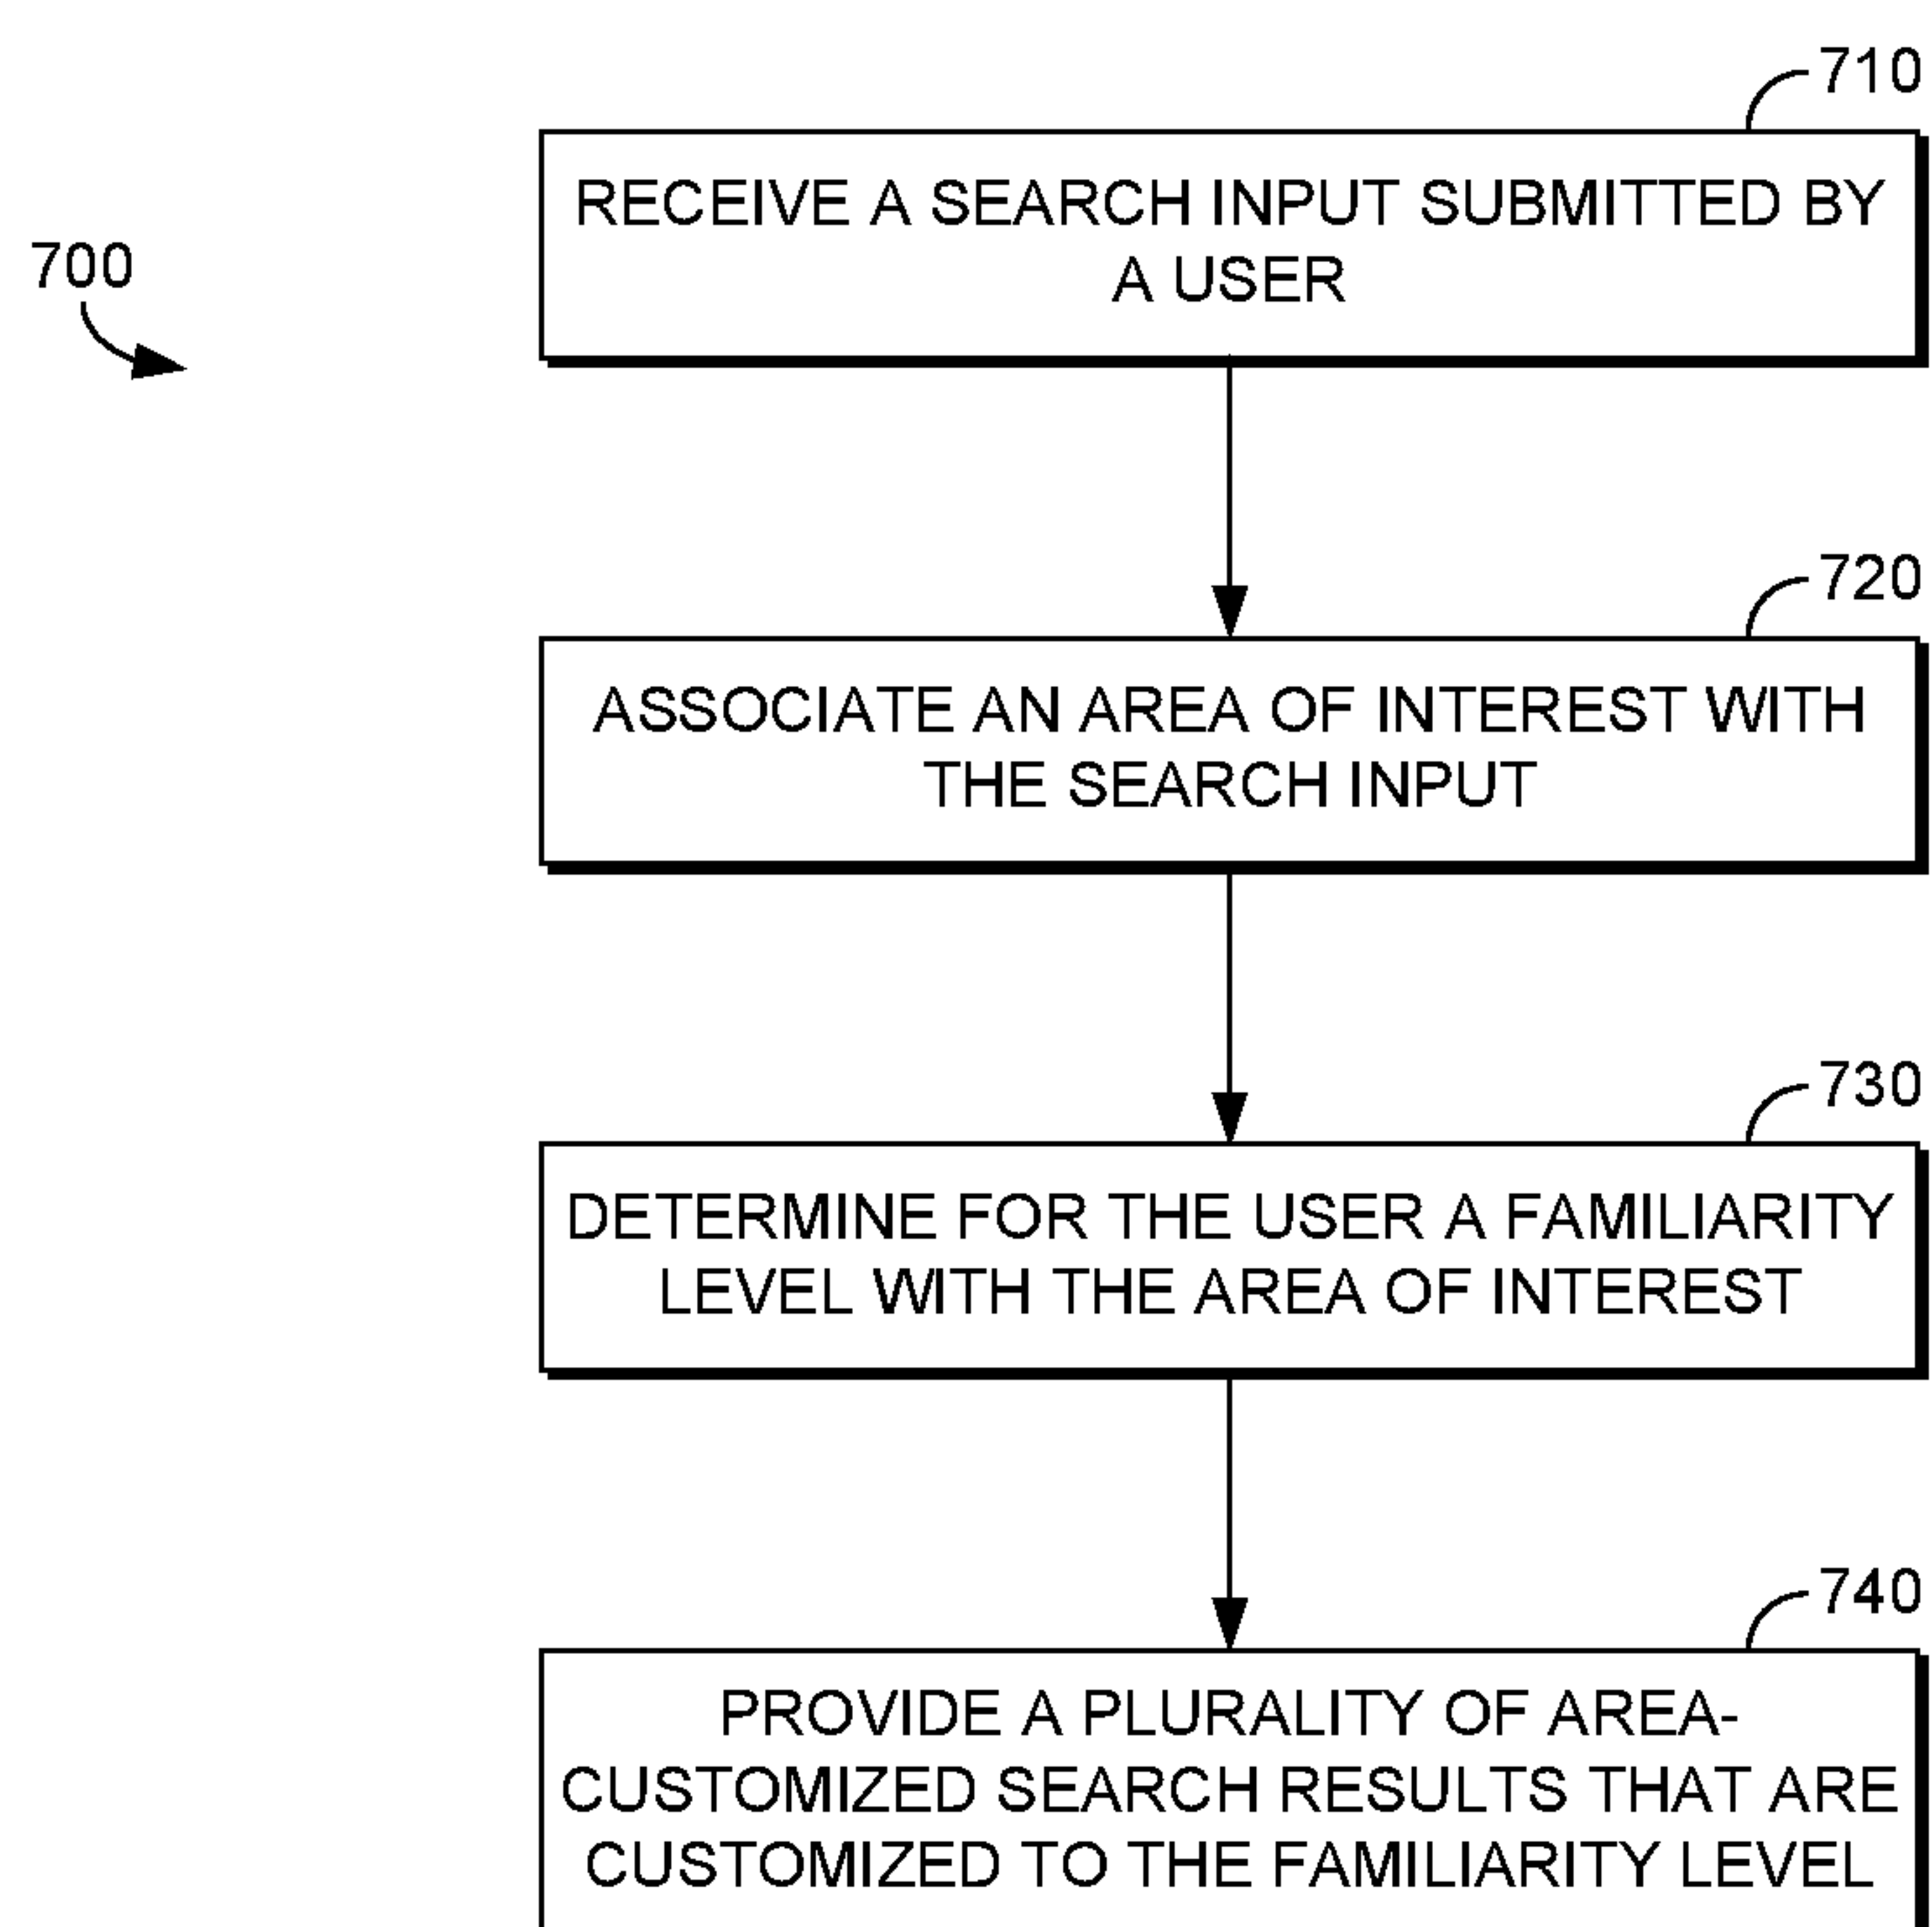 710
RECEIVE A SEARCH INPUT SUBMITTED BY
A USER
700
720
ASSOCIATE AN AREA OF INTEREST WITH
THE SEARCH INPUT
730
DETERMINE FOR THE USER A FAMILIARITY
LEVEL WITH THE AREA OF INTEREST
740
PROVIDE A PLURALITY OF AREA-
CUSTOMIZED SEARCH RESULTS THAT ARE
CUSTOMIZED TO THE FAMILIARITY LEVEL